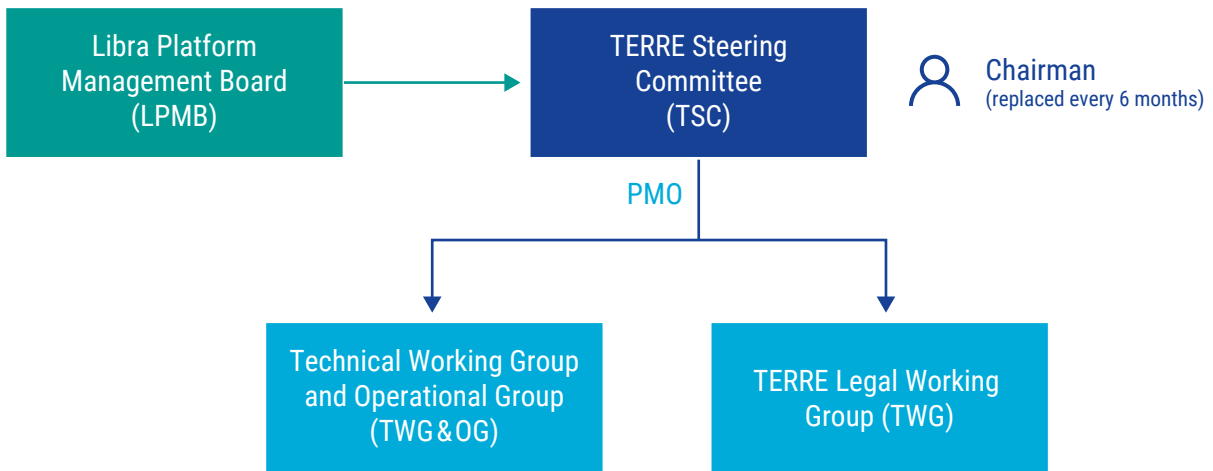 Libra Platform
Management Board
(LPMB)
TERRE Steering
Committee
(TSC)
Chairman
(replaced every 6 months)
PMO
Technical Working Group
and Operational Group
(TWG&OG)
TERRE Legal Working
Group (TWG)